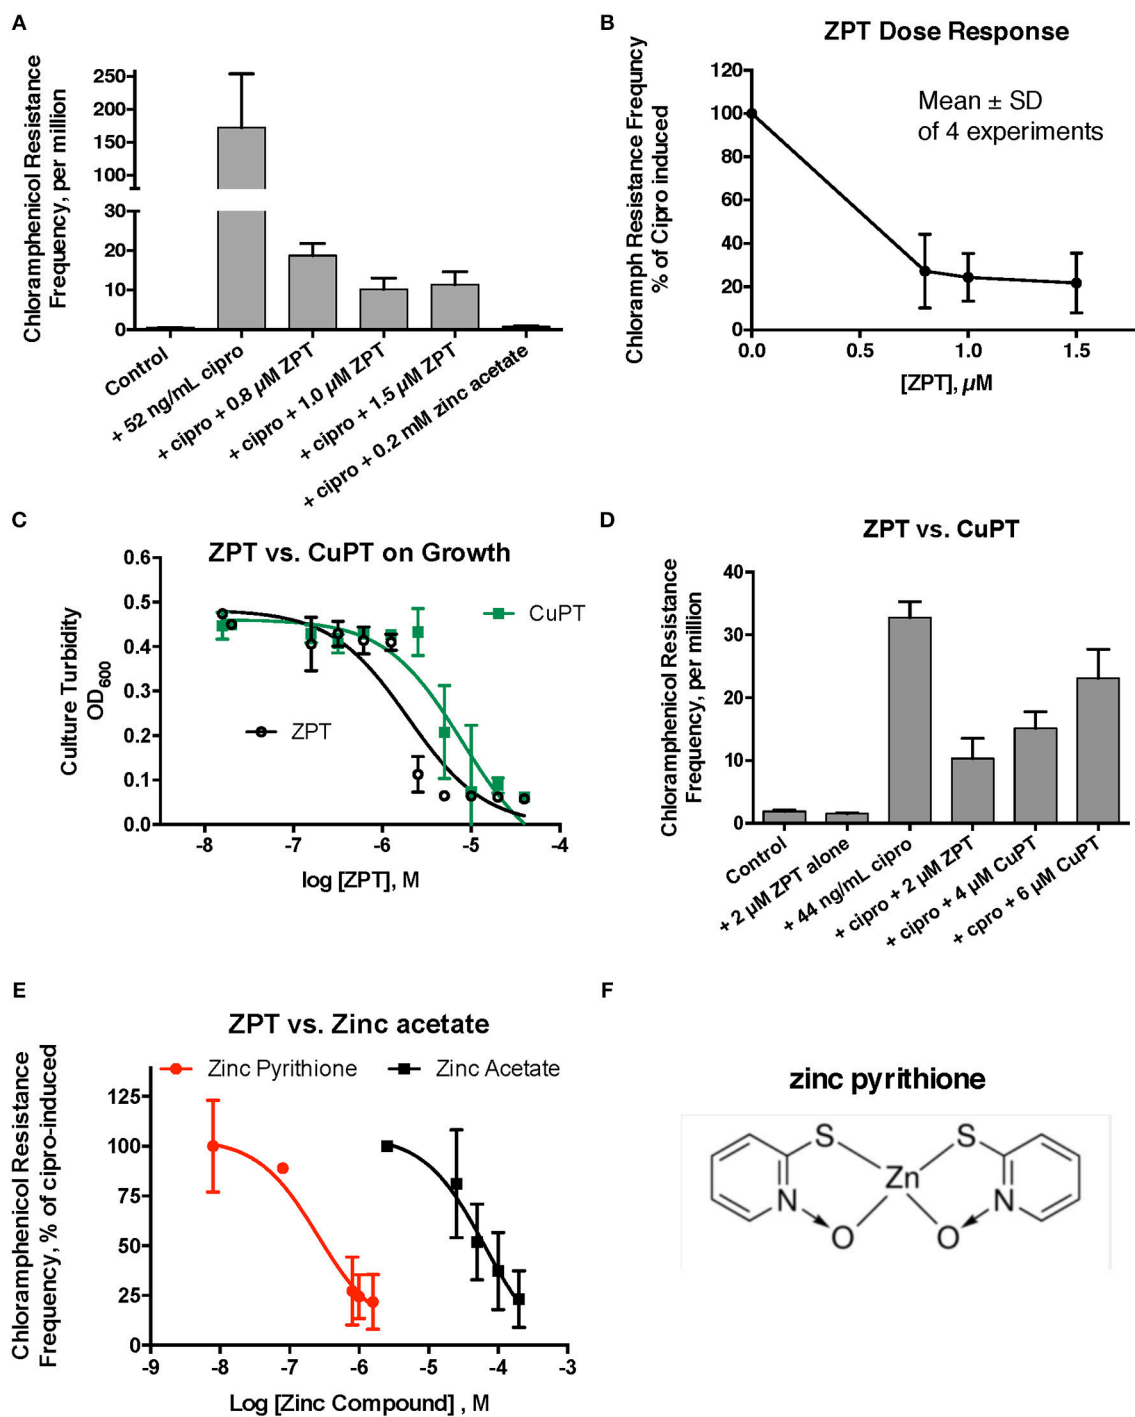 A
Chloramphenicol Resistance
Frequency, per million
250
200
150
100
30
20
10
0
Control
+ 52 ng/mL cipro
+ cipro + 0.8 µM ZPT
+ cipro + 1.0 µM ZPT
+ cipro + 1.5 µM ZPT
+ cipro + 0.2 mM zinc acetate
B
ZPT Dose Response
Chloramph Resistance Frequncy
% of Cipro induced
120
100
80
60
40
20
0
Mean ± SD
of 4 experiments
0.0 0.5 1.0 1.5
[ZPT], µM
C
ZPT vs. CuPT on Growth
Culture Turbidity
OD600
0.6
0.5
0.4
0.3
0.2
0.1
0.0
CuPT
ZPT
-8 -7 -6 -5 -4
log [ZPT], M
D
ZPT vs. CuPT
Chloramphenicol Resistance
Frequency, per million
40
30
20
10
0
Control
+ 2 µM ZPT alone
+ 44 ng/mL cipro
+ cipro + 2 µM ZPT
+ cipro + 4 µM CuPT
+ cpro + 6 µM CuPT
E
ZPT vs. Zinc acetate
Zinc Pyrithione Zinc Acetate
Chloramphenicol Resistance
Frequency, % of cipro-induced
125
100
75
50
25
0
-9 -8 -7 -6 -5 -4 -3
Log [Zinc Compound] , M
F
zinc pyrithione
S S
Zn
N N
O O